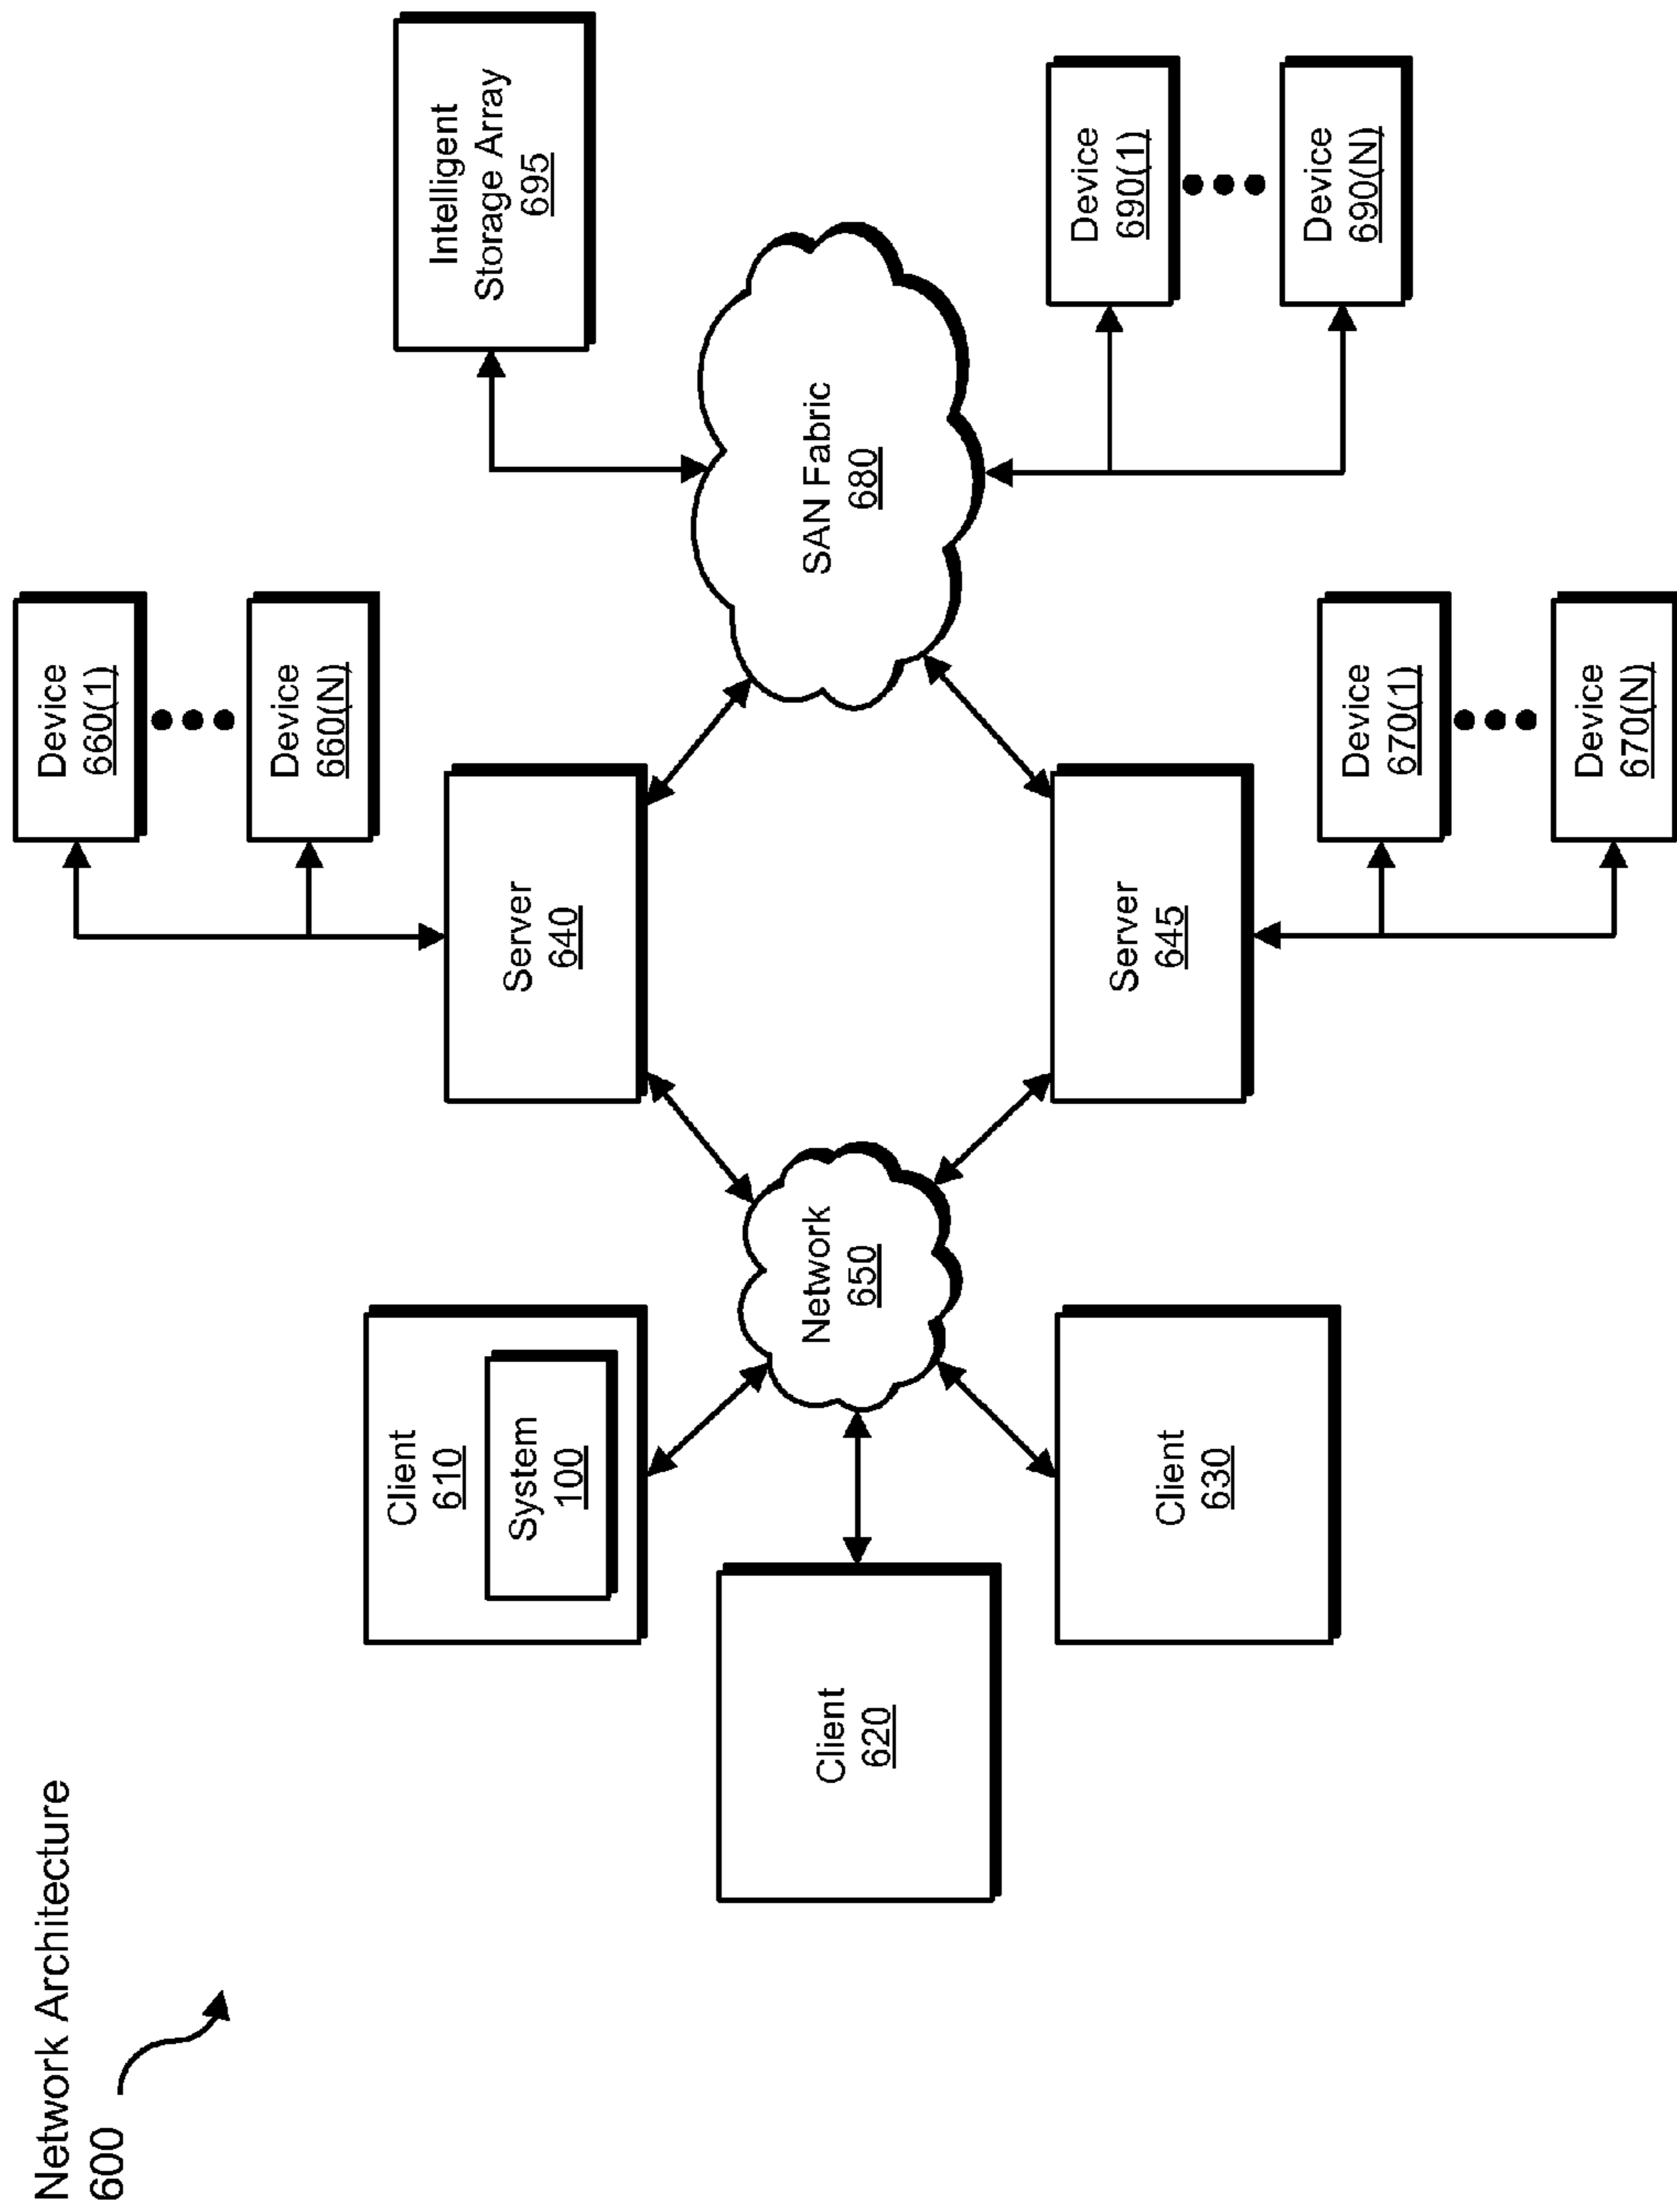 Network Architecture
600
Client
610
System
100
Client
620
Client
630
Network
650
Server
640
Server
645
Device
660(1)
Device
660(N)
Device
670(1)
Device
670(N)
SAN Fabric
680
Intelligent
Storage Array
695
Device
690(1)
Device
690(N)